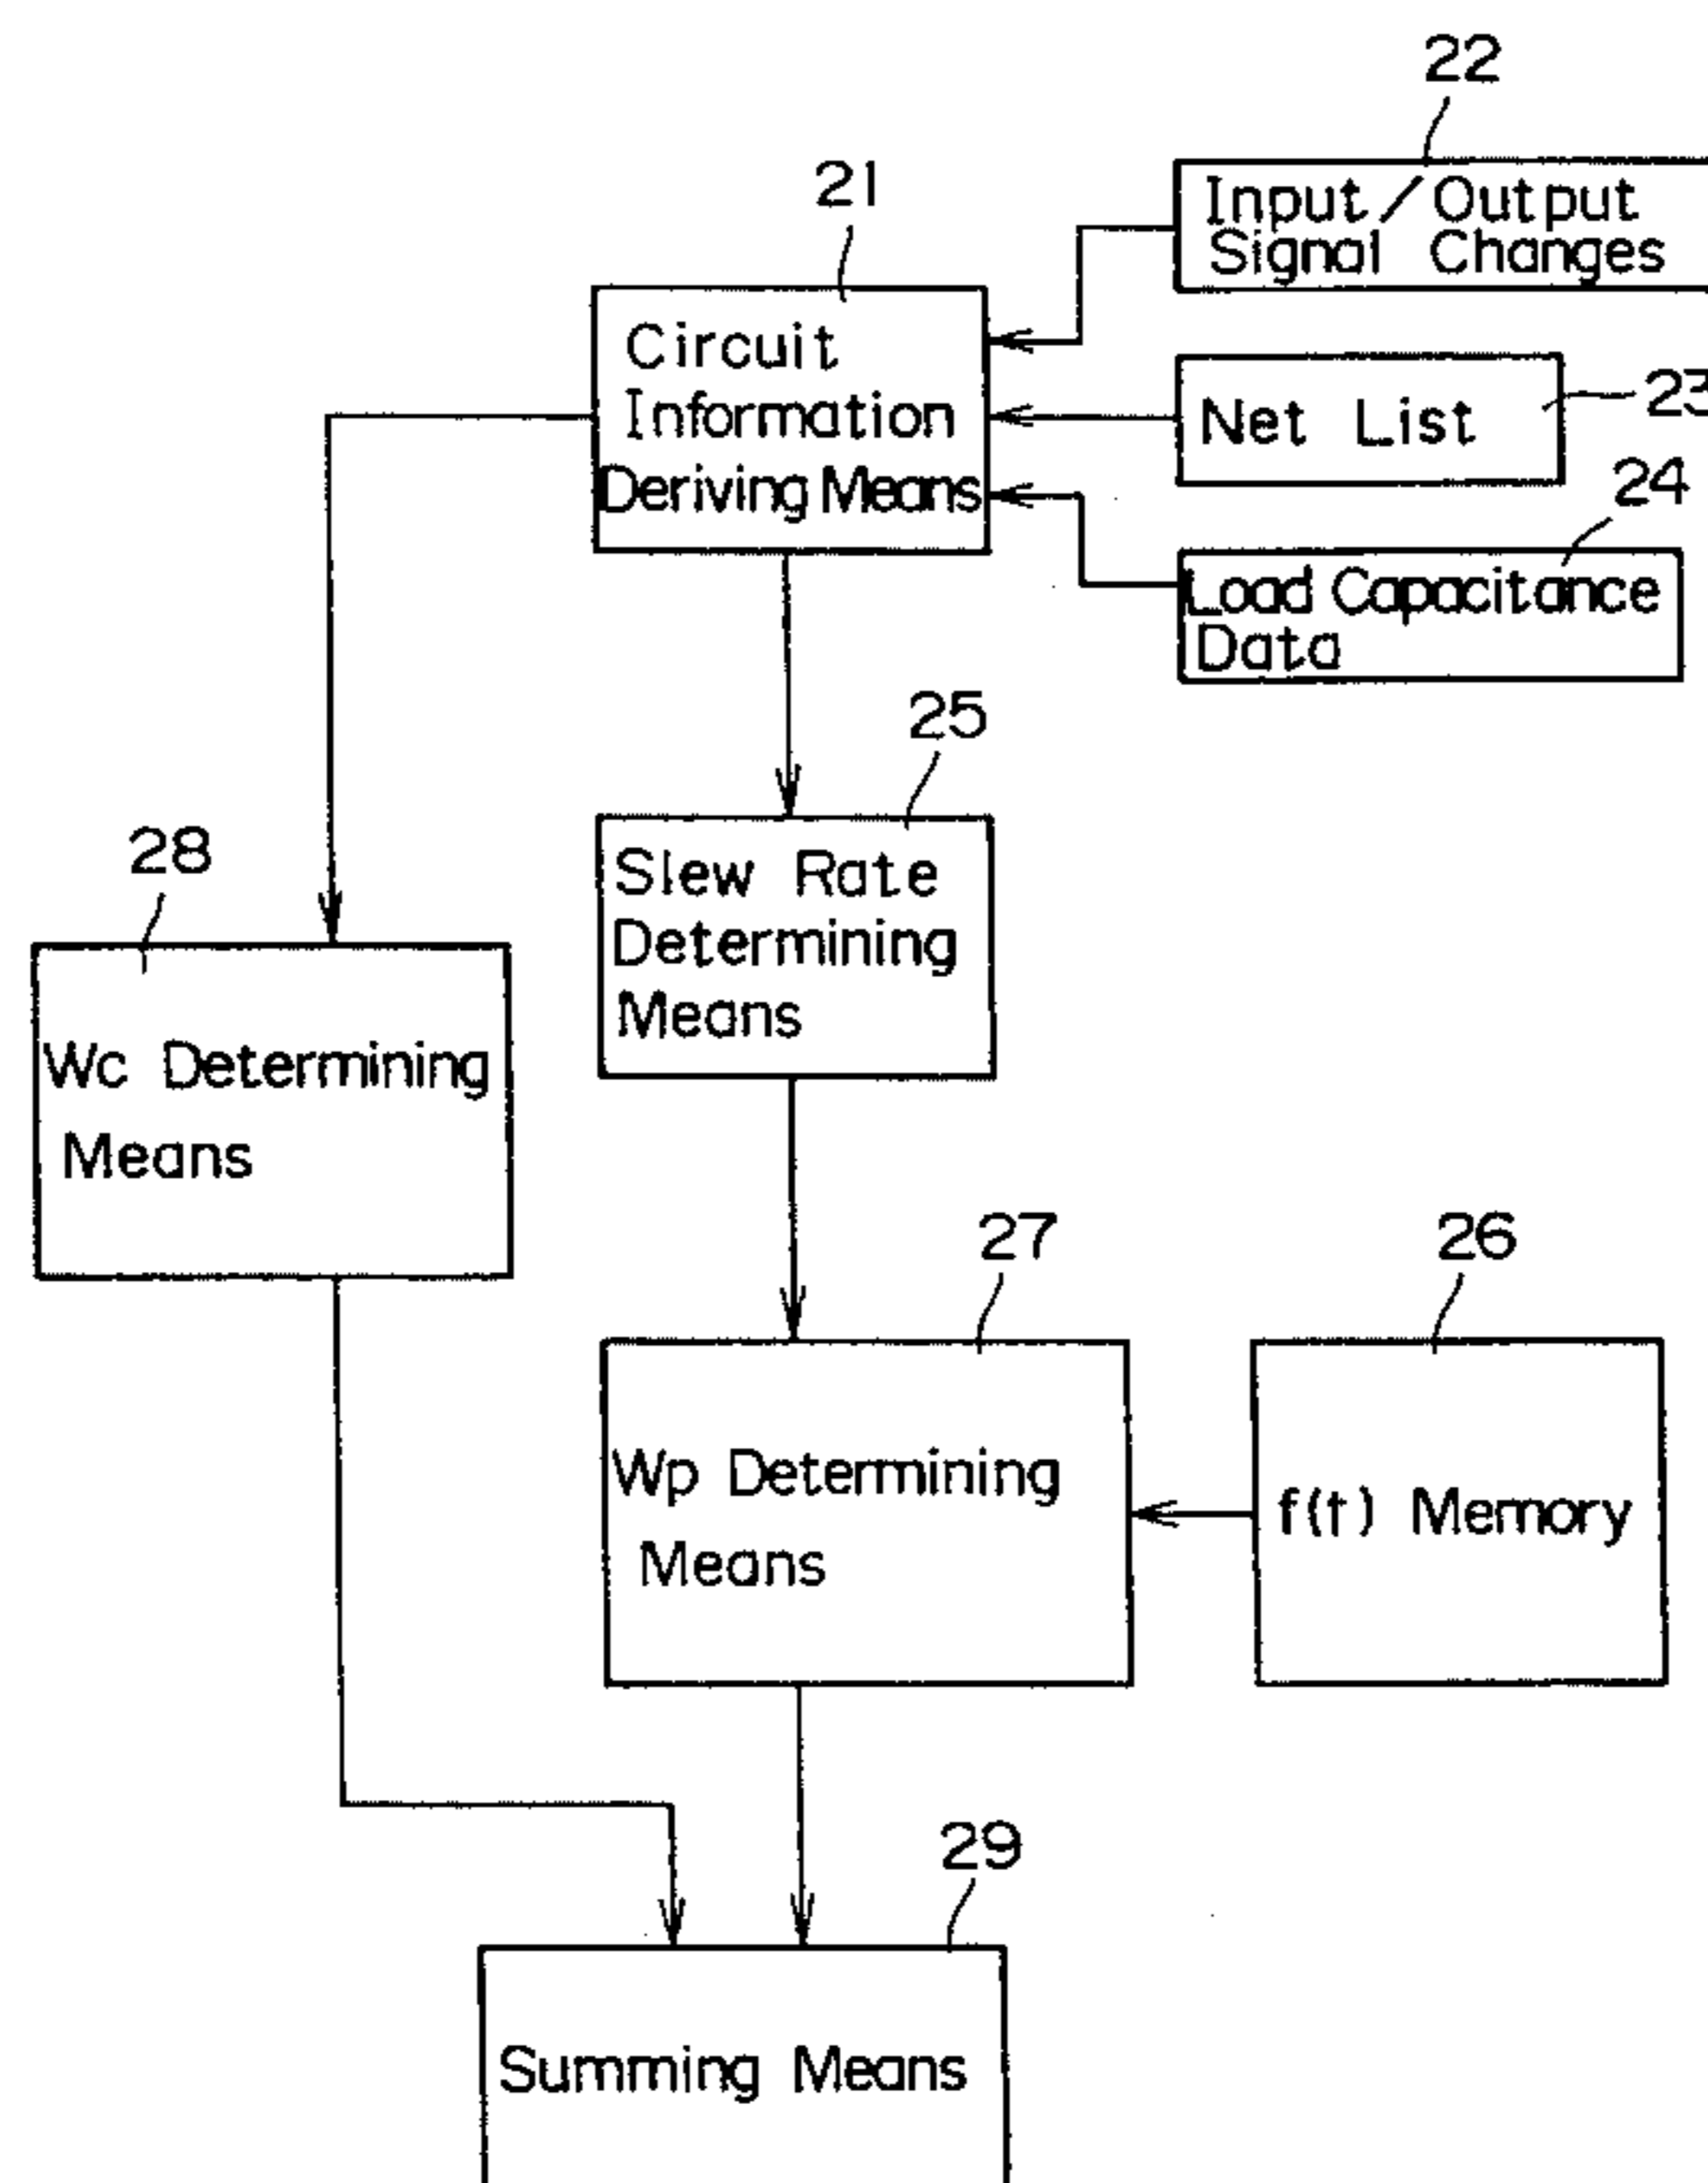 22
Input/Output
Signal Changes
21
Circuit
Information
Deriving Means
Net List
23
24
Load Capacitance
Data
25
Slew Rate
Determining
Means
28
Wc Determining
Means
27
Wp Determining
Means
26
f(t) Memory
29
Summing Means